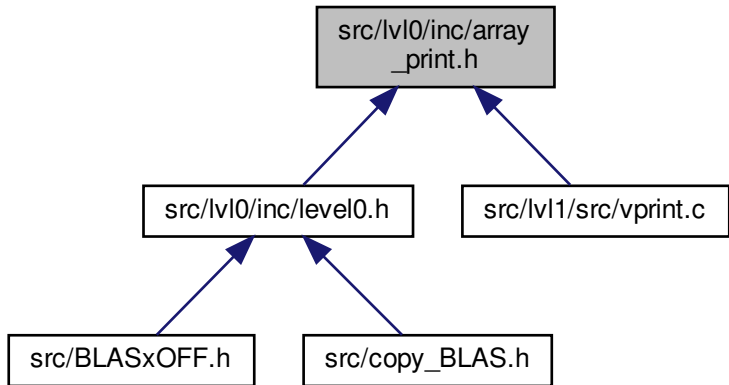 src/lvl0/inc/array
_print.h
src/lvl0/inc/level0.h
src/lvl1/src/vprint.c
src/BLASxOFF.h
src/copy_BLAS.h